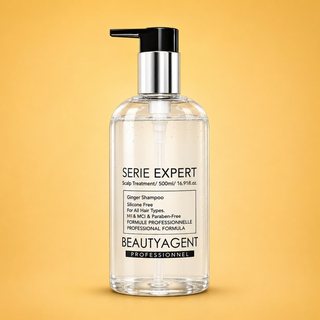 SERIE EXPERT
Scalp Treatment/ 500ml/ 16.91fl.oz.
Ginger Shampoo
Silicone Free
For All Hair Types.
MI & MCI & Paraben-Free
FORMULE PROFESSIONNELLE
PROFESSIONAL FORMULA
BEAUTYAGENT
PROFESSIONNEL